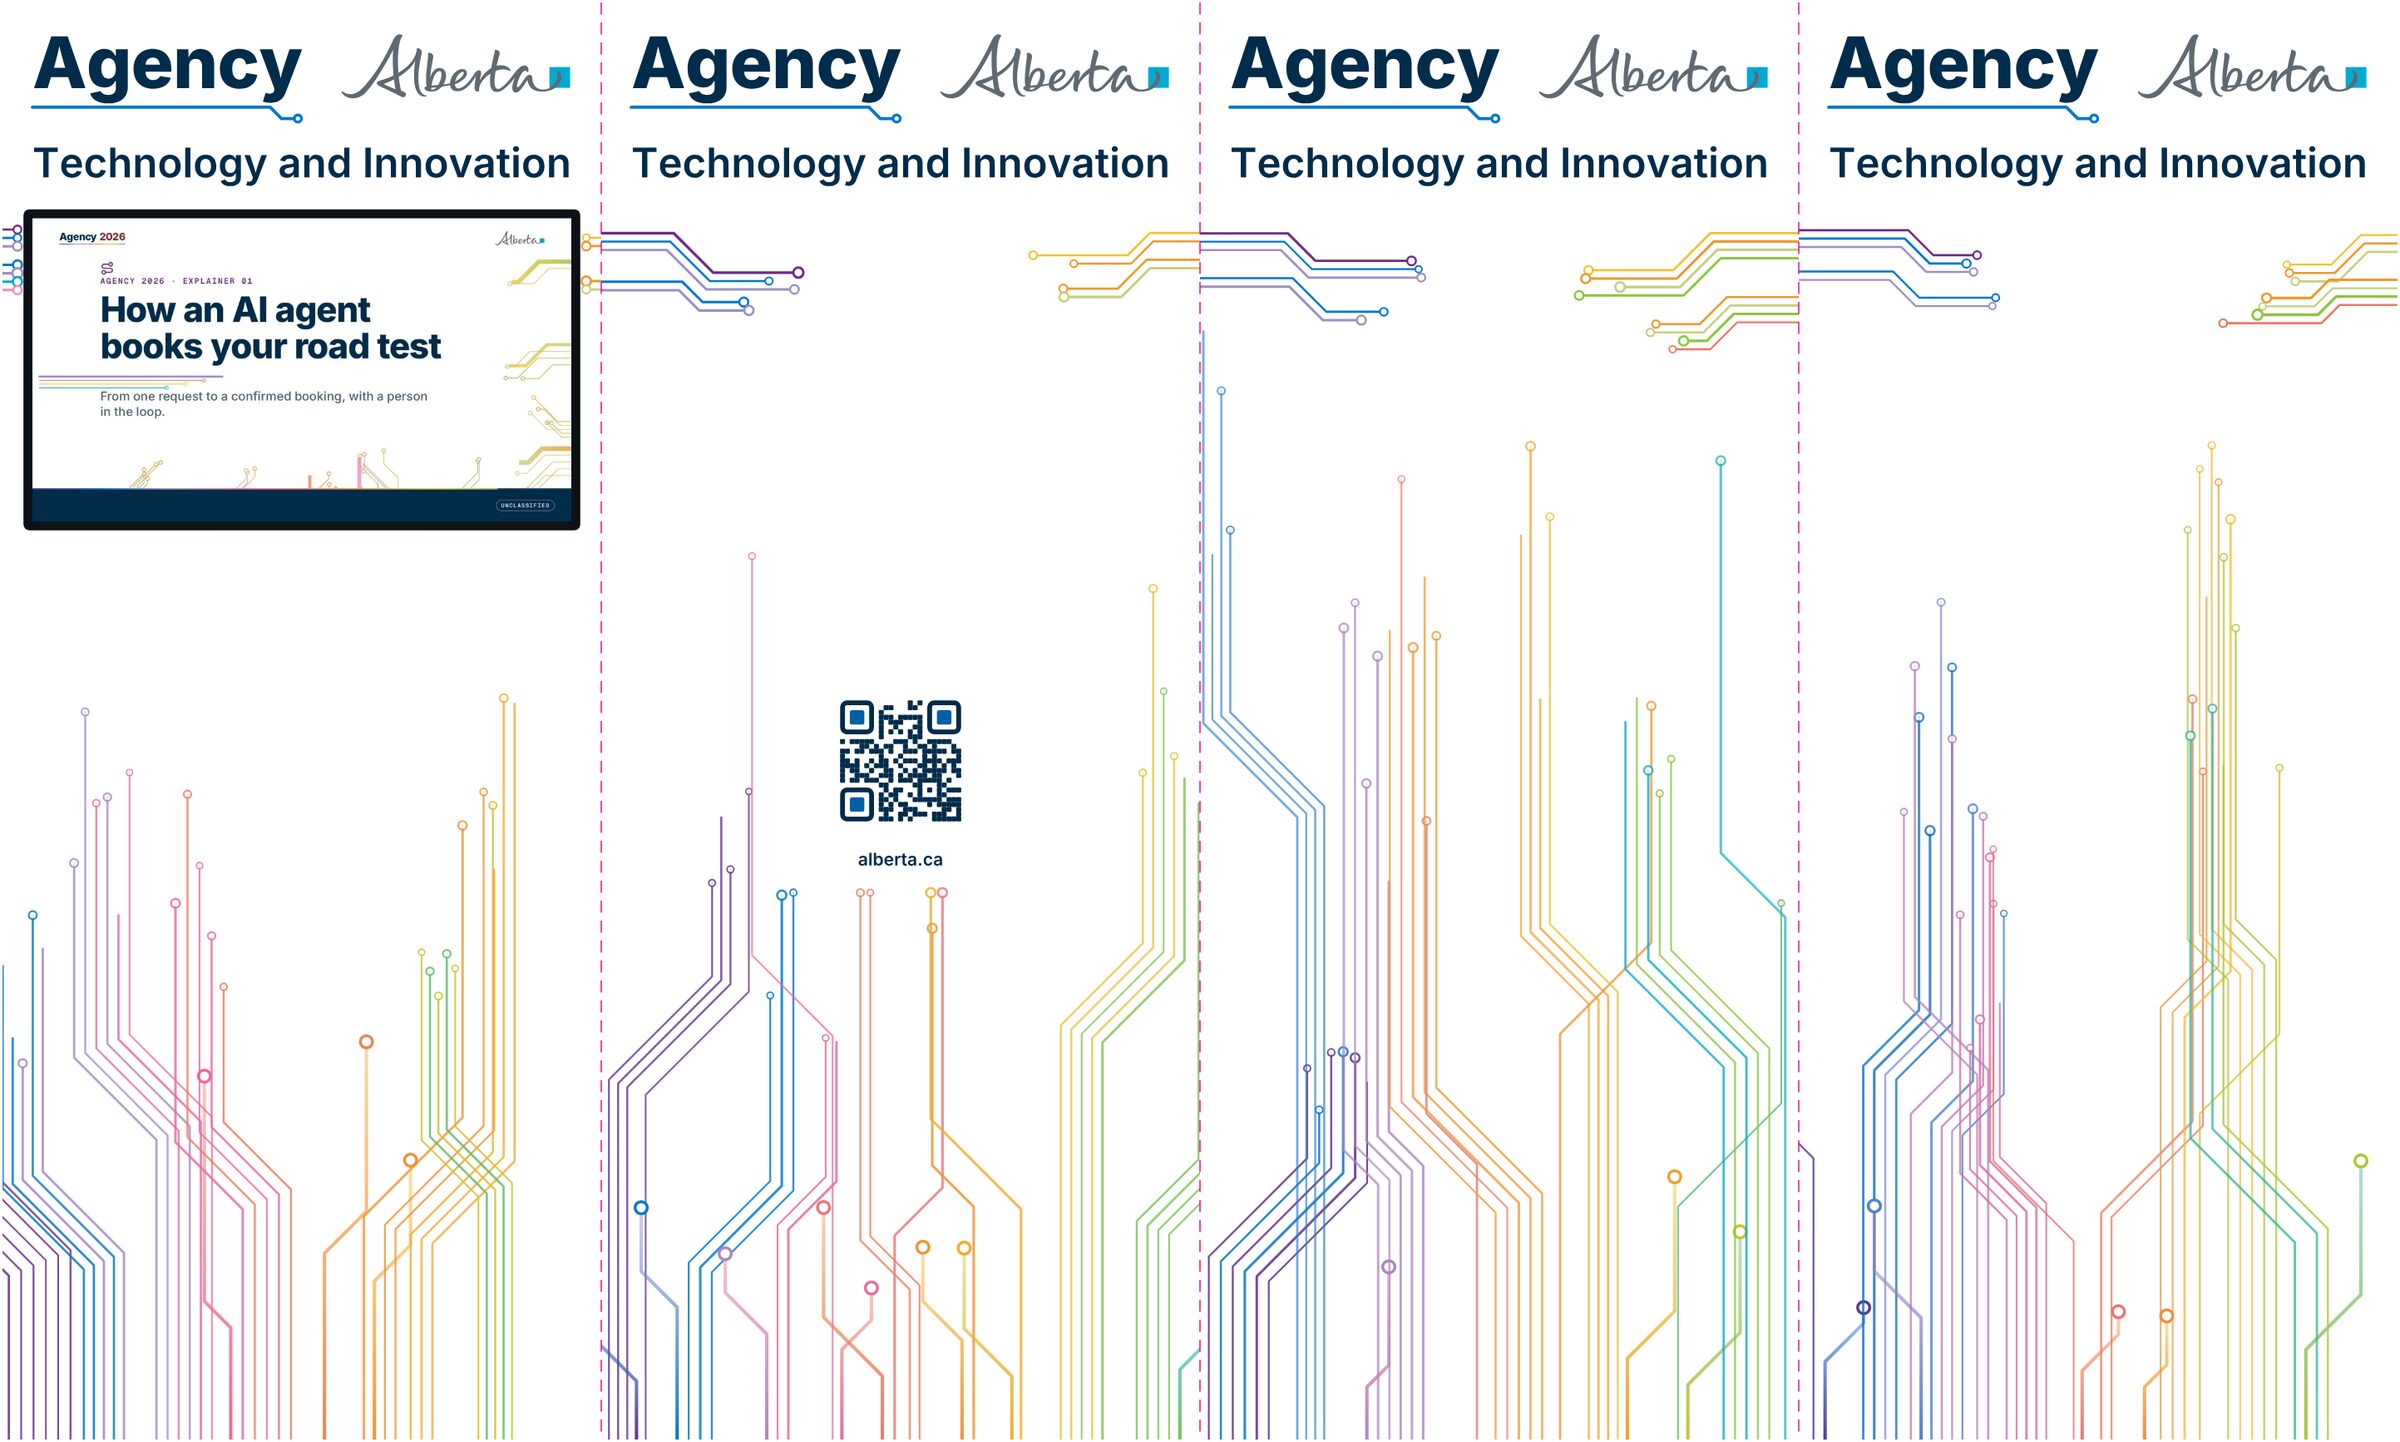 Agency Alberta
Technology and Innovation
Agency 2026 Alberta
AGENCY 2026 · EXPLAINER 01
How an AI agent
books your road test
From one request to a confirmed booking, with a person
in the loop.
UNCLASSIFIED
Agency Alberta
Technology and Innovation
alberta.ca
Agency Alberta
Technology and Innovation
Agency Alberta
Technology and Innovation